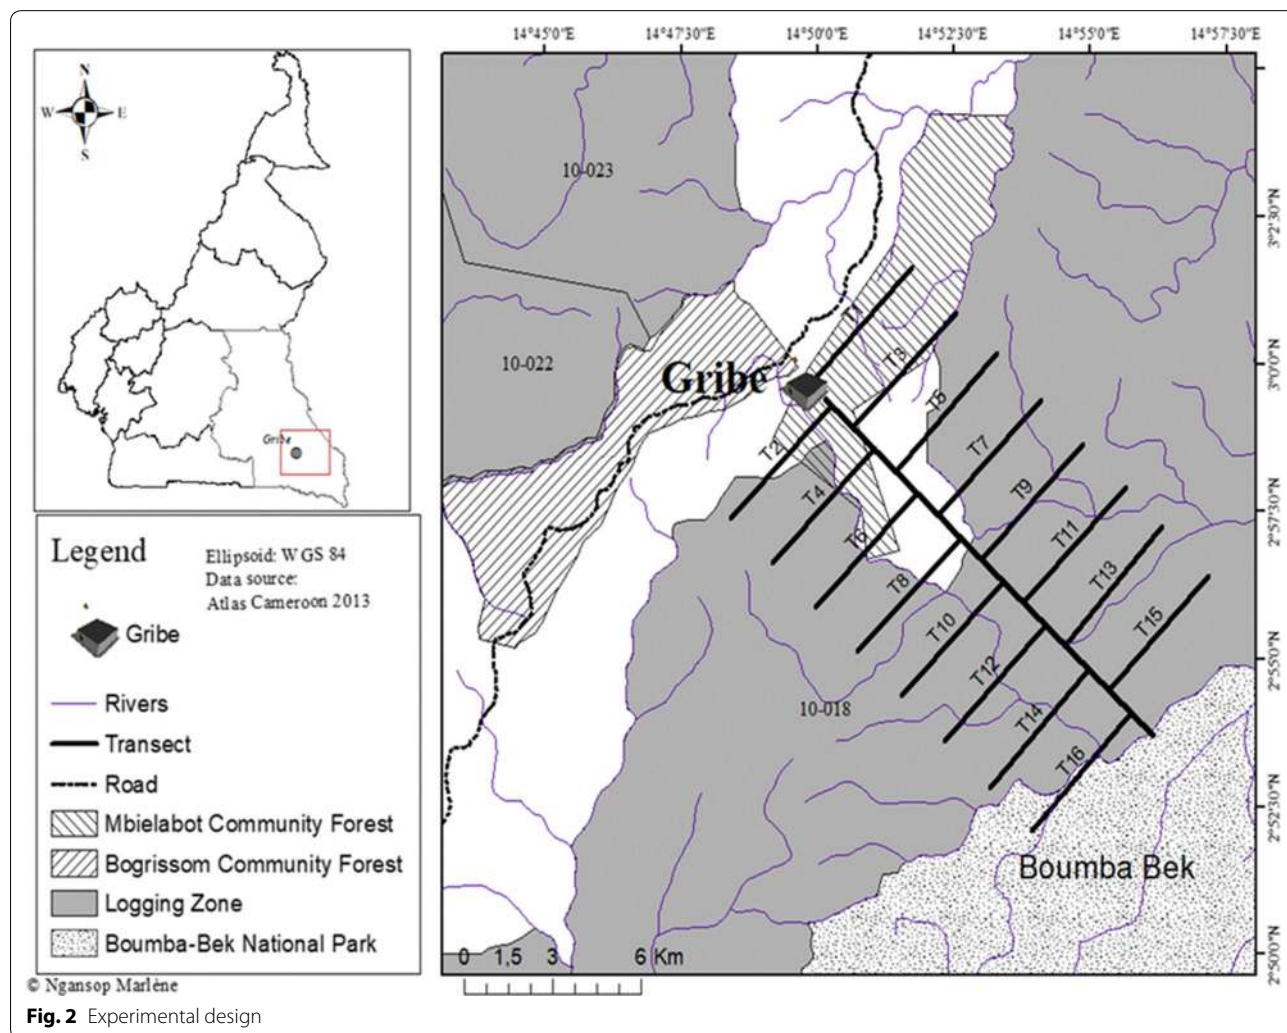 14°45'0"E
14°47'30"E
14°50'0"E
14°52'30"E
14°55'0"E
14°57'30"E
N
W
E
S
Gribe
10-023
10-022
Gribe
T1
T3
T5
T7
T9
T11
T13
T15
T2
T4
T6
T8
T10
T12
T14
T16
10-018
Boumba Bek
3°2'30"N
3°0'0"N
2°57'30"N
2°55'0"N
2°52'30"N
2°50'0"N
0 1,5 3 6 Km
Legend
Ellipsoid: WGS 84
Data source:
Atlas Cameroon 2013
Gribe
Rivers
Transect
Road
Mbielabot Community Forest
Bogrissom Community Forest
Logging Zone
Boumba-Bek National Park
© Ngansop Marlène
Fig. 2 Experimental design